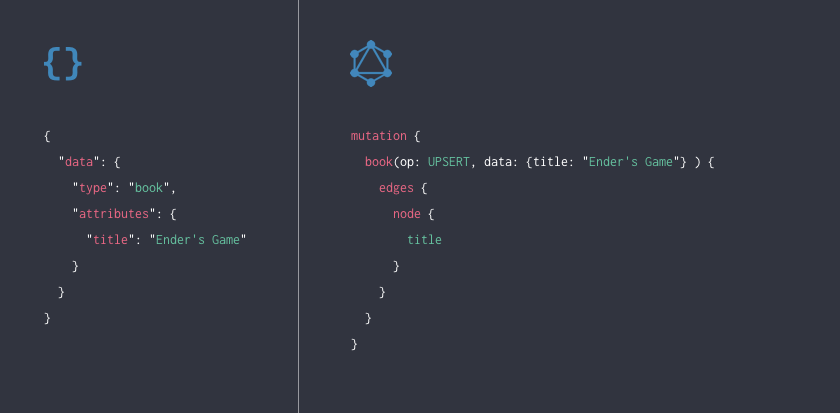 {}
{
  "data": {
    "type": "book",
    "attributes": {
      "title": "Ender's Game"
    }
  }
}
mutation {
  book(op: UPSERT, data: {title: "Ender's Game"} ) {
    edges {
      node {
        title
      }
    }
  }
}